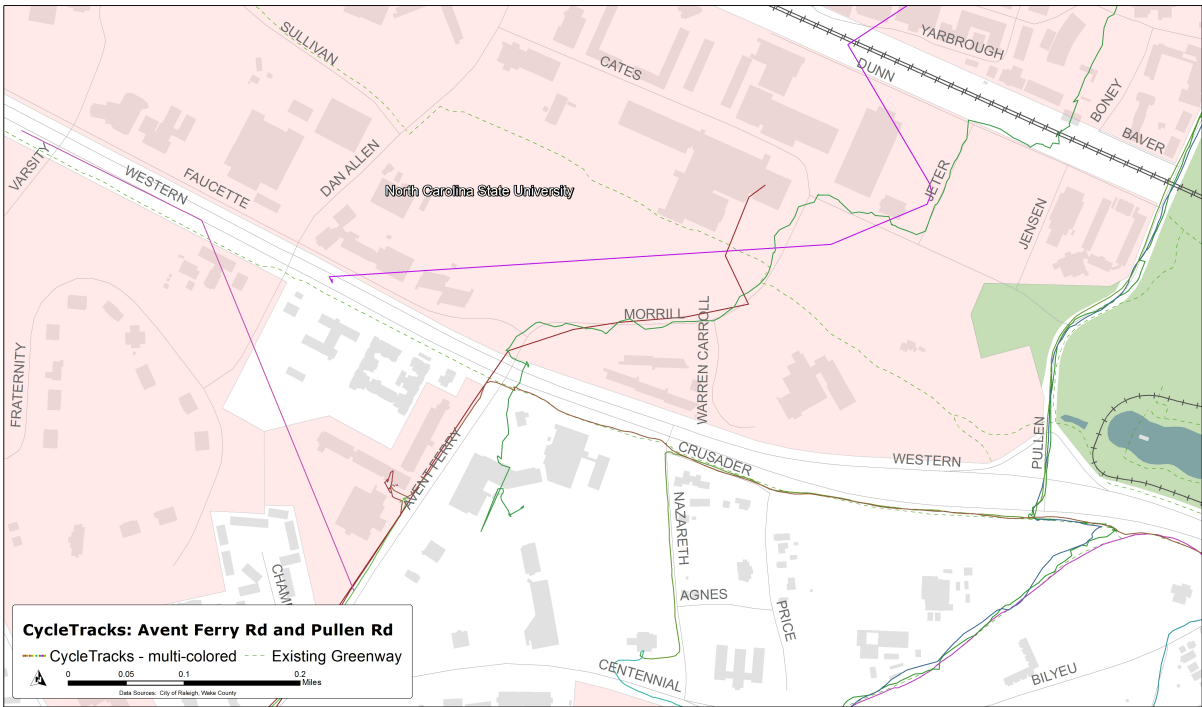 YARBROUGH
SULLIVAN
CATES
DUNN
BONEY
BAVER
VARSITY
WESTERN
FAUCETTE
DAN ALLEN
North Carolina State University
JETER
JENSEN
MORRILL
WARREN CARROLL
FRATERNITY
AVENT FERRY
CRUSADER
WESTERN
PULLEN
NAZARETH
AGNES
PRICE
CENTENNIAL
BILYEU
CycleTracks: Avent Ferry Rd and Pullen Rd
CycleTracks - multi-colored Existing Greenway
0 0.05 0.1 0.2
Miles
Data Sources: City of Raleigh, Wake County